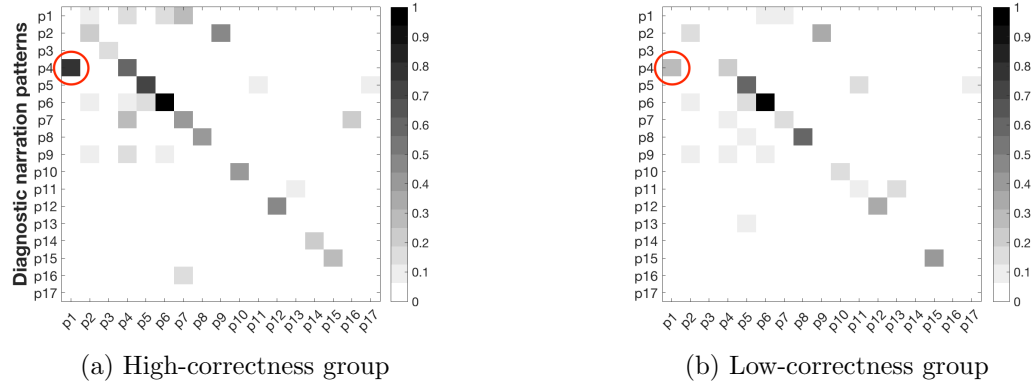 Diagnostic narration patterns
p1
p2
p3
p4
p5
p6
p7
p8
p9
p10
p11
p12
p13
p14
p15
p16
p17
p1 p2 p3 p4 p5 p6 p7 p8 p9 p10 p11 p12 p13 p14 p15 p16 p17
1
0.9
0.8
0.7
0.6
0.5
0.4
0.3
0.2
0.1
0
(a) High-correctness group
p1
p2
p3
p4
p5
p6
p7
p8
p9
p10
p11
p12
p13
p14
p15
p16
p17
p1 p2 p3 p4 p5 p6 p7 p8 p9 p10 p11 p12 p13 p14 p15 p16 p17
1
0.9
0.8
0.7
0.6
0.5
0.4
0.3
0.2
0.1
0
(b) Low-correctness group